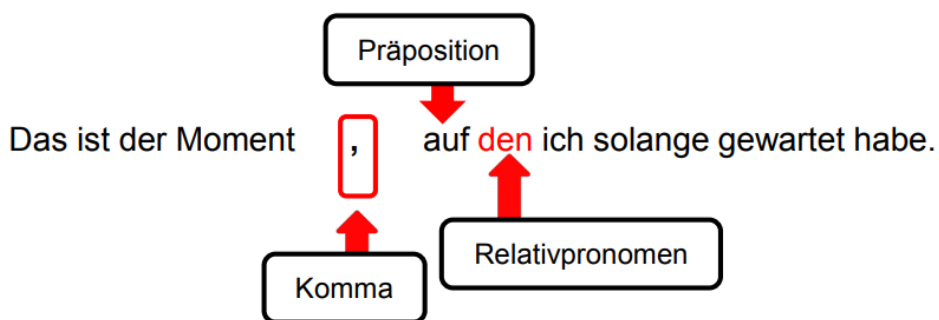 Präposition
Das ist der Moment , auf den ich solange gewartet habe.
Relativpronomen
Komma